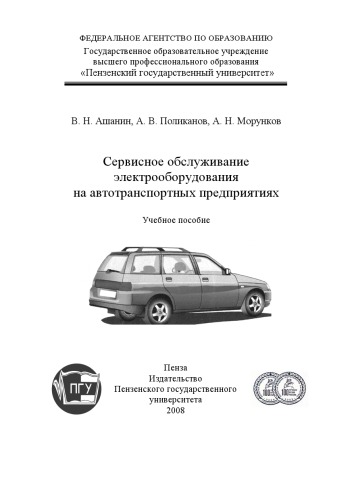 ФЕДЕРАЛЬНОЕ АГЕНТСТВО ПО ОБРАЗОВАНИЮ
Государственное образовательное учреждение
высшего профессионального образования
«Пензенский государственный университет»
В. Н. Ашанин, А. В. Поликанов, А. Н. Морунков
Сервисное обслуживание
электрооборудования
на автотранспортных предприятиях
Учебное пособие
Пенза
Издательство
Пензенского государственного
университета
2008
ПГУ